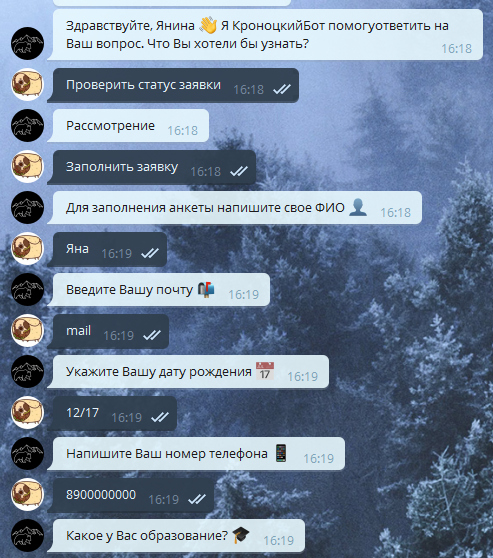 Здравствуйте, Янина 👋 Я КроноцкийБот помогуответить на
Ваш вопрос. Что Вы хотели бы узнать?
16:18
Проверить статус заявки 16:18
Рассмотрение 16:18
Заполнить заявку 16:18
Для заполнения анкеты напишите свое ФИО 👤 16:18
Яна 16:19
Введите Вашу почту 📬 16:19
mail 16:19
Укажите Вашу дату рождения 📅 16:19
12/17 16:19
Напишите Ваш номер телефона 📱 16:19
8900000000 16:19
Какое у Вас образование? 🎓 16:19